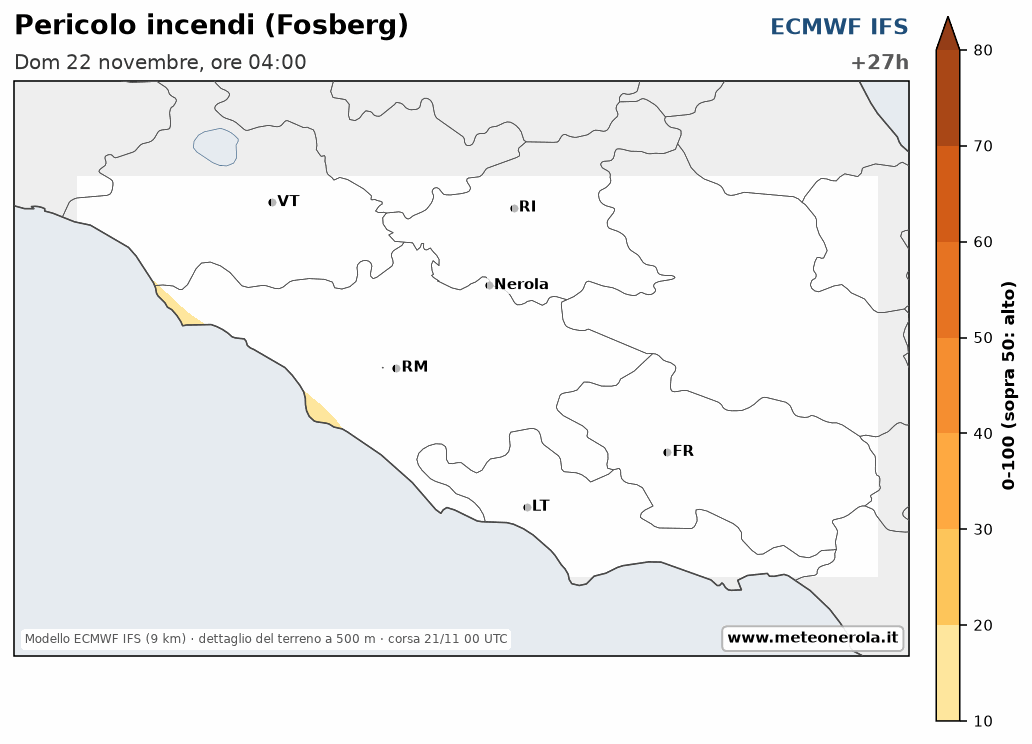 Pericolo incendi (Fosberg)
ECMWF IFS
Dom 22 novembre, ore 04:00
+27h
VT
RI
Nerola
RM
FR
LT
Modello ECMWF IFS (9 km) · dettaglio del terreno a 500 m · corsa 21/11 00 UTC
www.meteonerola.it
80
70
60
50
40
30
20
10
0-100 (sopra 50: alto)